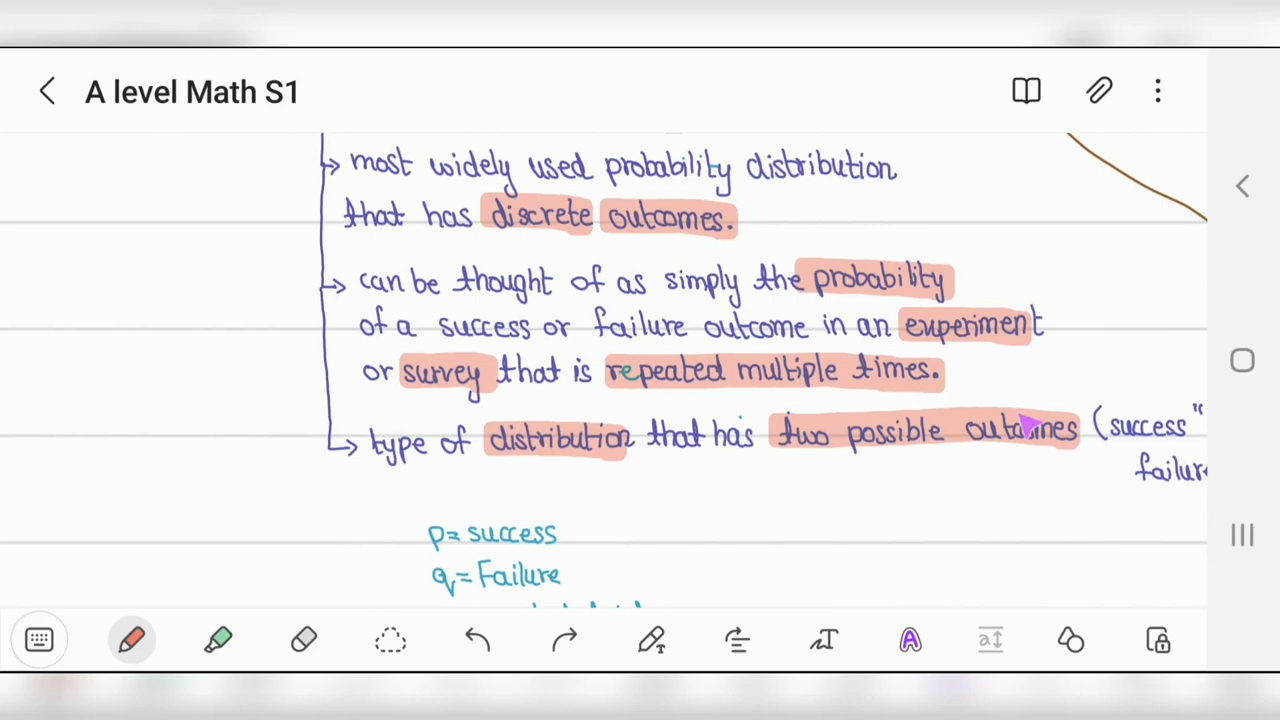 A level Math S1
→ most widely used probability distribution
that has discrete outcomes.
→ can be thought of as simply the probability
of a success or failure outcome in an experiment
or survey that is repeated multiple times.
→ type of distribution that has two possible outcomes (success"
failure
p= success
q= Failure